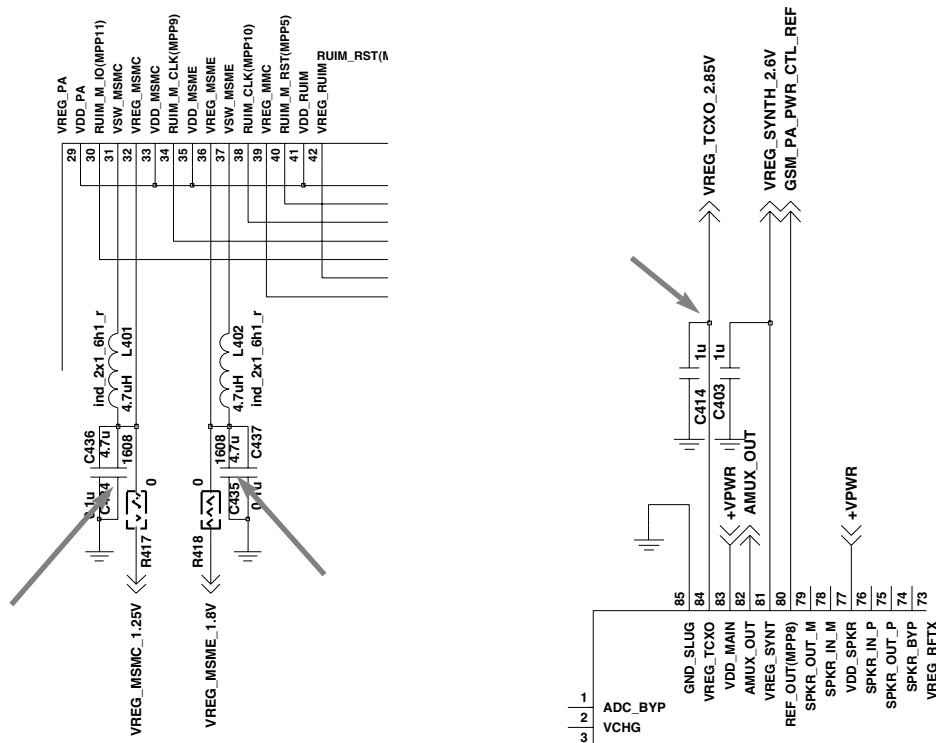 VREG_PA
VDD_PA
RUIM_M_IO(MPP11)
VSW_MSMC
VREG_MSMC
VDD_MSMC
RUIM_M_CLK(MPP9)
VDD_MSME
VREG_MSME
VSW_MSME
RUIM_CLK(MPP10)
VREG_MMC
RUIM_M_RST(MPP5)
VDD_RUIM
VREG_RUIM
RUIM_RST(M
29
30
31
32
33
34
35
36
37
38
39
40
41
42
ind_2x1_6h1_r
4.7uH L401
4.7uH L402
ind_2x1_6h1_r
C436
4.7u
1608
0.1u
0
R417
1608
4.7u
C437
C435
0
R418
VREG_MSMC_1.25V
VREG_MSME_1.8V
VREG_TCXO_2.85V
VREG_SYNTH_2.6V
GSM_PA_PWR_CTL_REF
1u
C414
1u
C403
+VPWR
AMUX_OUT
+VPWR
85
84
83
82
81
80
79
78
77
76
75
74
73
GND_SLUG
VREG_TCXO
VDD_MAIN
AMUX_OUT
VREG_SYNT
REF_OUT(MPP8)
SPKR_OUT_M
SPKR_IN_M
VDD_SPKR
SPKR_IN_P
SPKR_OUT_P
SPKR_BYP
VREG_RFTX
1
ADC_BYP
2
VCHG
3